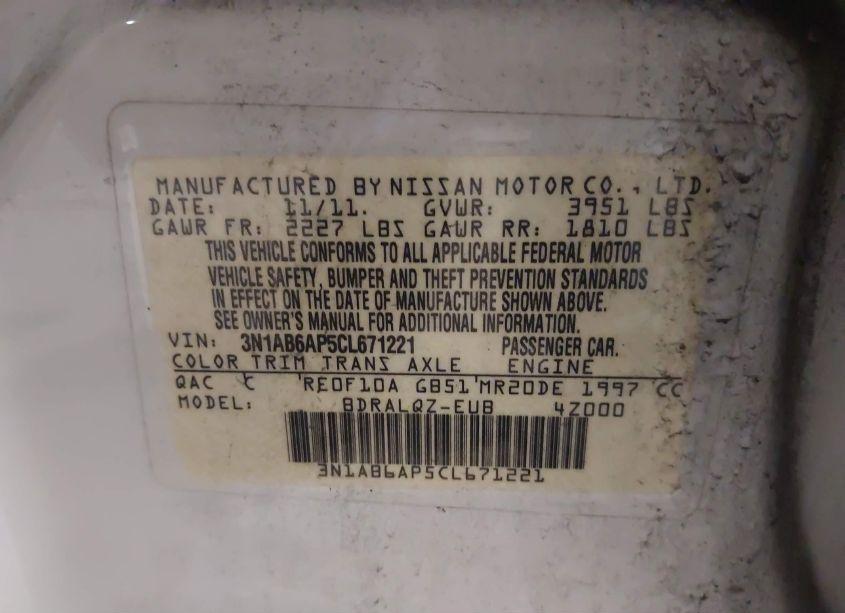 MANUFACTURED BY NISSAN MOTOR CO., LTD.
DATE: 11/11. GVWR: 3951 LBS
GAWR FR: 2227 LBS GAWR RR: 1810 LBS
THIS VEHICLE CONFORMS TO ALL APPLICABLE FEDERAL MOTOR
VEHICLE SAFETY, BUMPER AND THEFT PREVENTION STANDARDS
IN EFFECT ON THE DATE OF MANUFACTURE SHOWN ABOVE.
SEE OWNER'S MANUAL FOR ADDITIONAL INFORMATION.
VIN: 3N1AB6AP5CL671221 PASSENGER CAR.
COLOR TRIM TRANS AXLE ENGINE
QAC C RE0F10A GB51 MR20DE 1997 CC
MODEL: BDRALQZ-EUB 4Z000
3N1AB6AP5CL671221